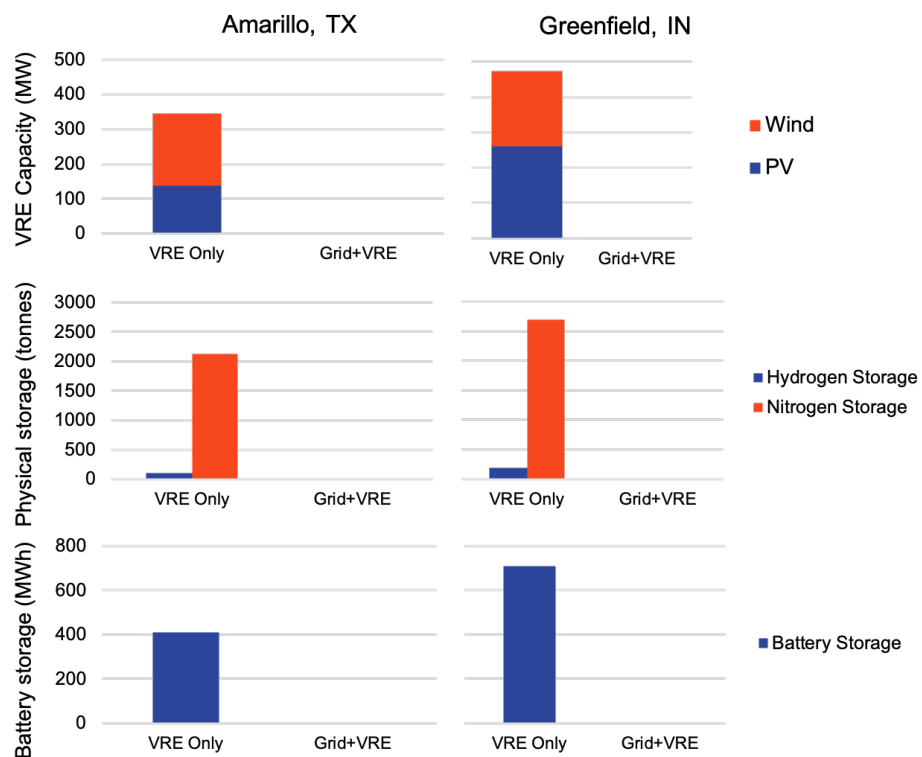 Amarillo, TX
Greenfield, IN
VRE Capacity (MW)
500
400
300
200
100
0
VRE Only
Grid+VRE
VRE Only
Grid+VRE
Wind
PV
Physical storage (tonnes)
3000
2500
2000
1500
1000
500
0
VRE Only
Grid+VRE
VRE Only
Grid+VRE
Hydrogen Storage
Nitrogen Storage
Battery storage (MWh)
800
600
400
200
0
VRE Only
Grid+VRE
VRE Only
Grid+VRE
Battery Storage